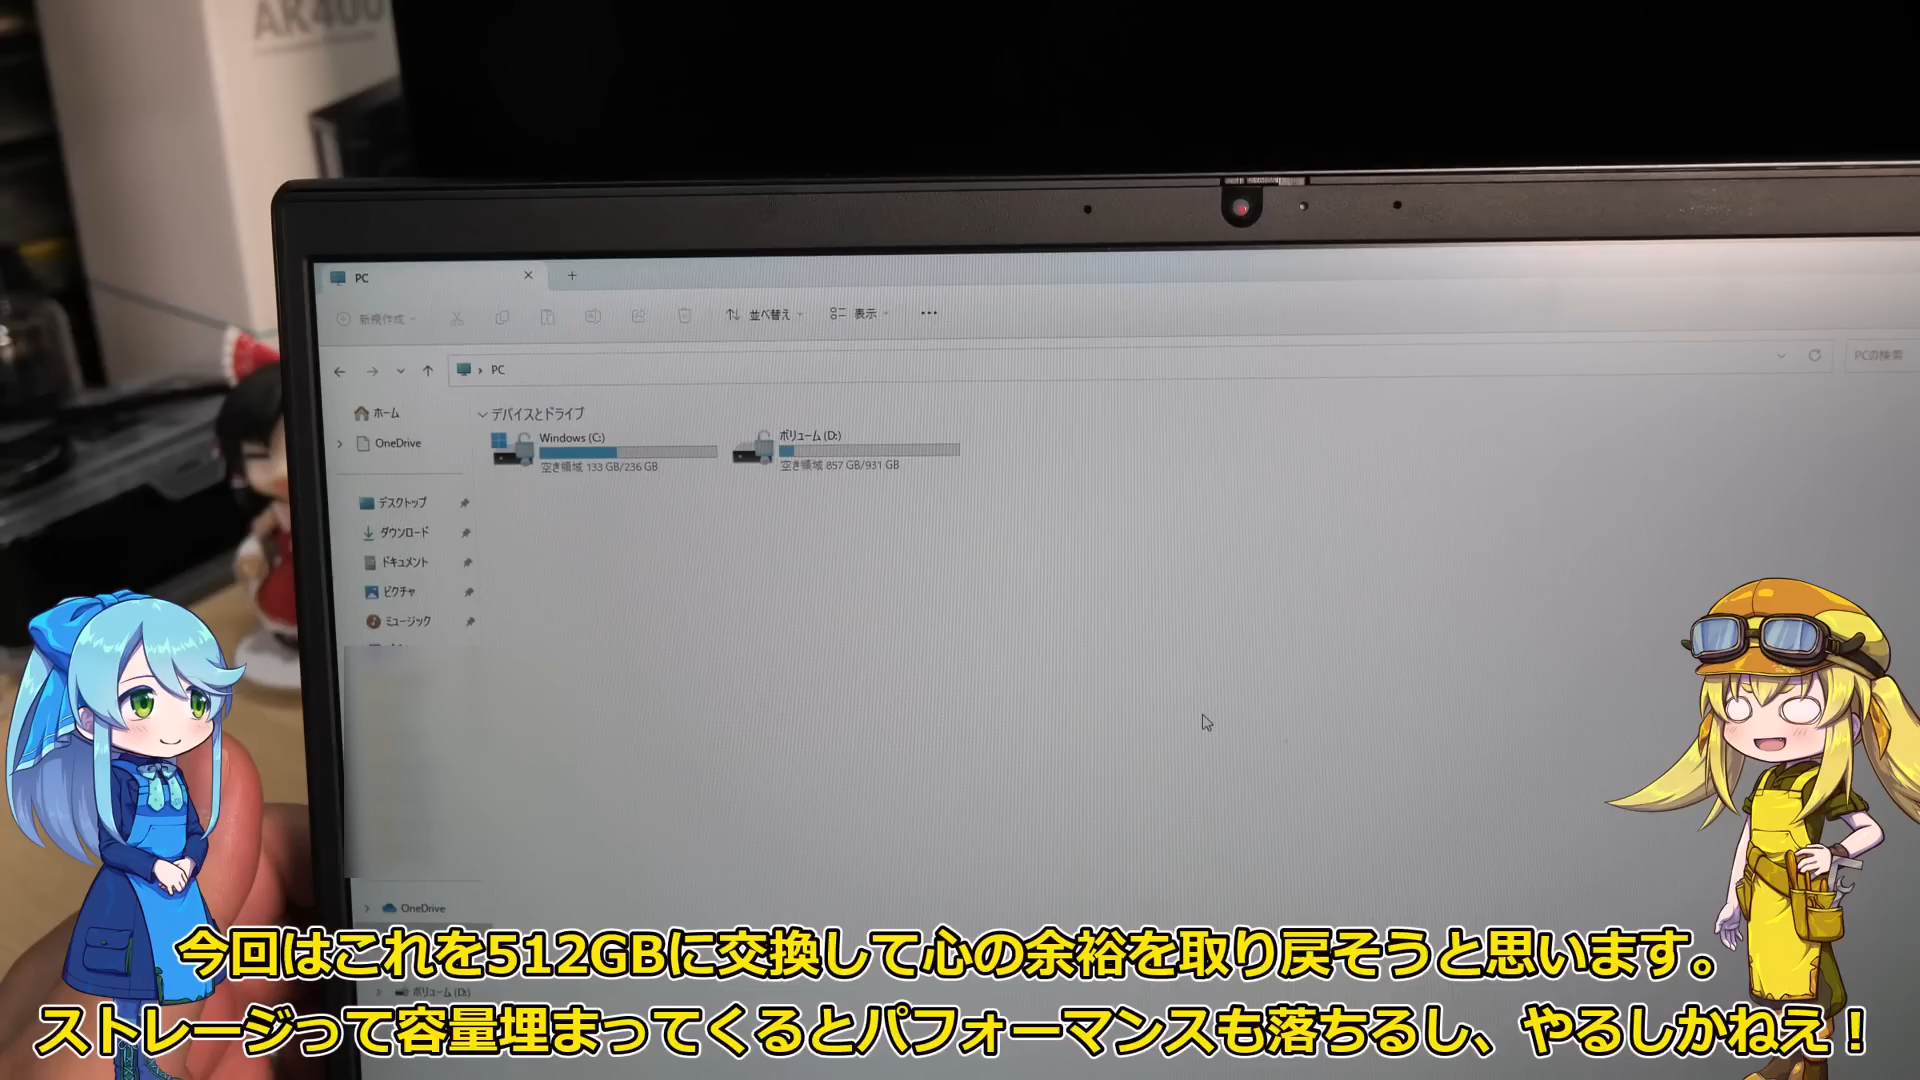 AK400
PC
新規作成
並べ替え
表示
PC
PCの検索
ホーム
OneDrive
デバイスとドライブ
Windows (C:)
空き領域 133 GB/236 GB
ボリューム (D:)
空き領域 857 GB/931 GB
デスクトップ
ダウンロード
ドキュメント
ピクチャ
ミュージック
OneDrive
今回はこれを512GBに交換して心の余裕を取り戻そうと思います。
ボリューム (D:)
ストレージって容量埋まってくるとパフォーマンスも落ちるし、やるしかねえ！